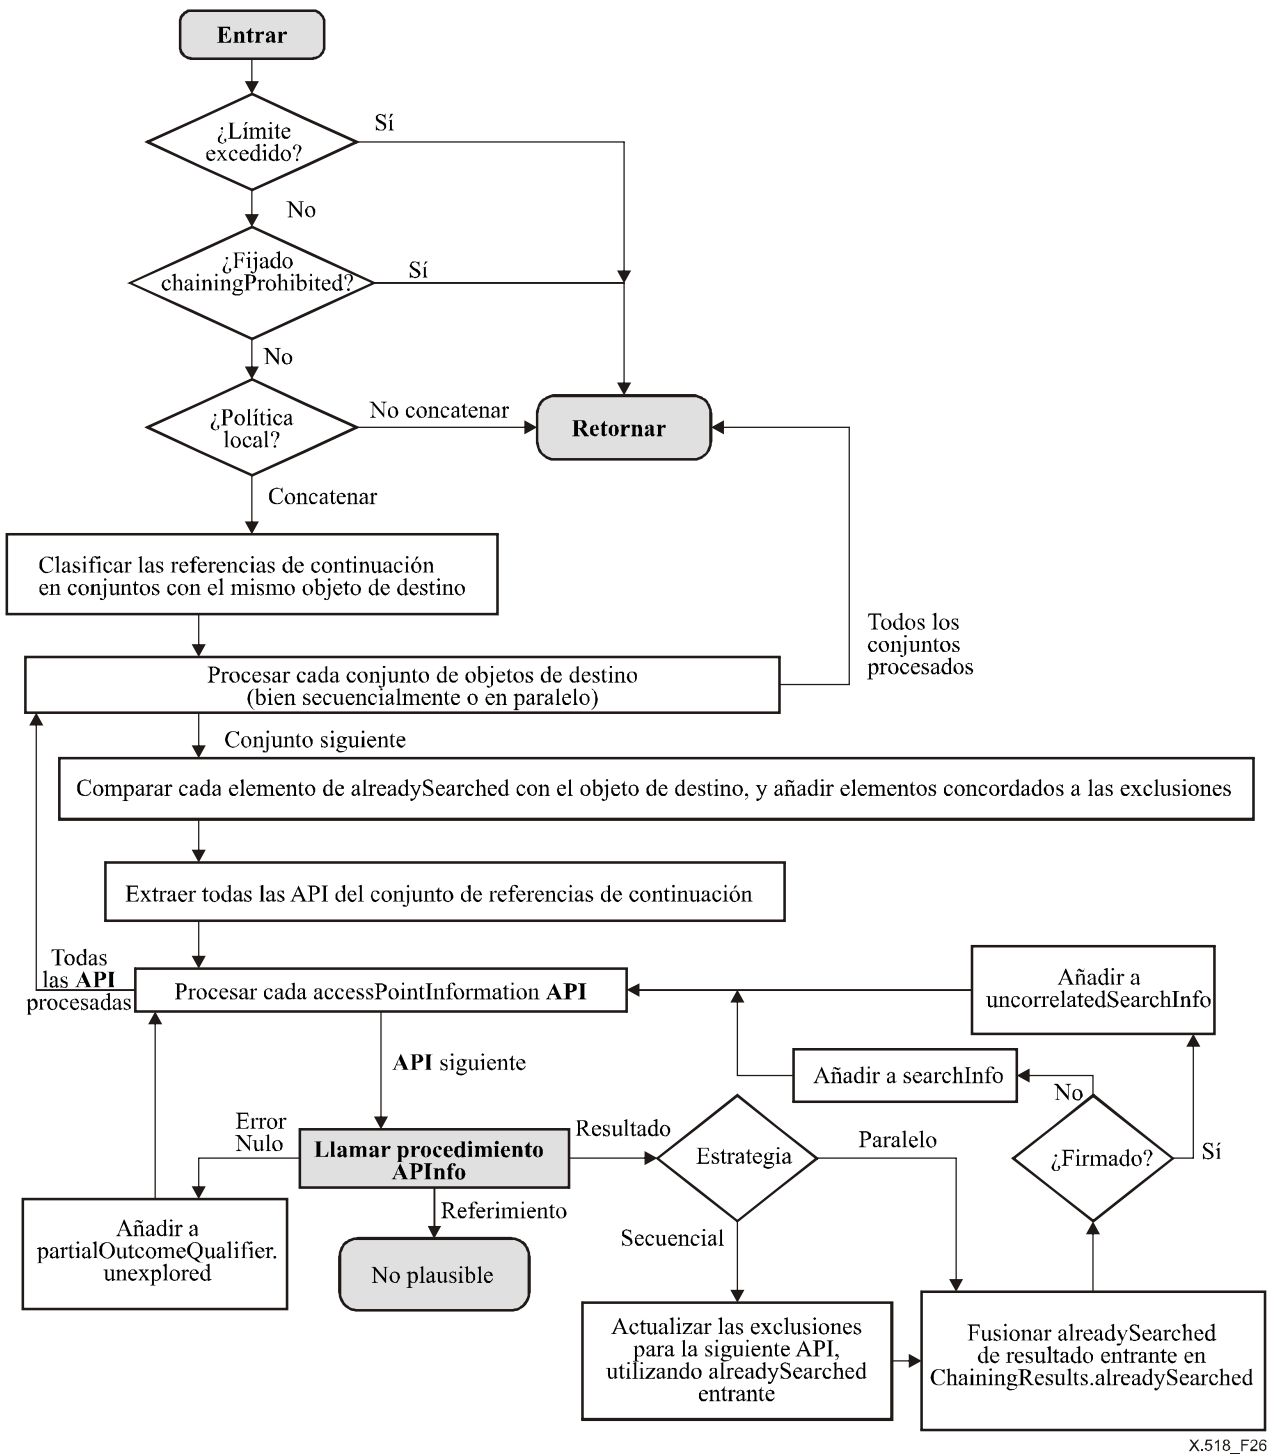 Entrar
¿Límite
excedido?
Sí
No
¿Fijado
chainingProhibited?
Sí
No
¿Política
local?
No concatenar
Retornar
Concatenar
Clasificar las referencias de continuación
en conjuntos con el mismo objeto de destino
Todos los
conjuntos
procesados
Procesar cada conjunto de objetos de destino
(bien secuencialmente o en paralelo)
Conjunto siguiente
Comparar cada elemento de alreadySearched con el objeto de destino, y añadir elementos concordados a las exclusiones
Extraer todas las API del conjunto de referencias de continuación
Todas
las API
procesadas
Procesar cada accessPointInformation API
Añadir a
uncorrelatedSearchInfo
API siguiente
Añadir a searchInfo
No
Error
Nulo
Llamar procedimiento
APInfo
Resultado
Estrategia
Paralelo
¿Firmado?
Sí
Referimiento
Secuencial
Añadir a
partialOutcomeQualifier.
unexplored
No plausible
Actualizar las exclusiones
para la siguiente API,
utilizando alreadySearched
entrante
Fusionar alreadySearched
de resultado entrante en
ChainingResults.alreadySearched
X.518_F26